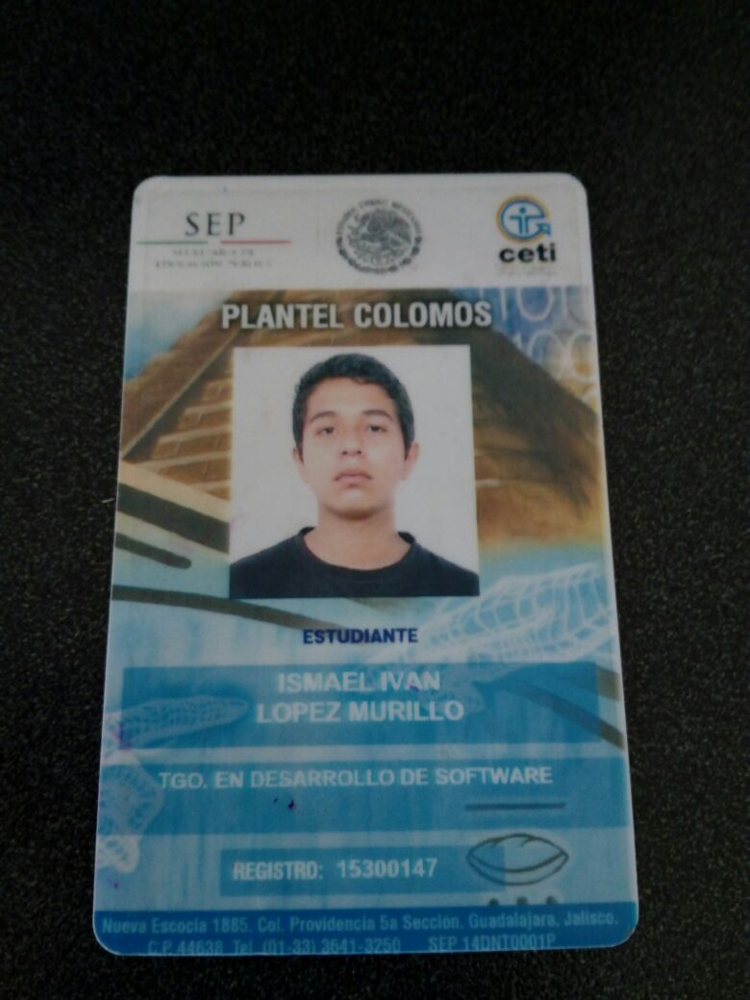 SEP
SECRETARÍA DE
EDUCACIÓN PÚBLICA
ceti
PLANTEL COLOMOS
ESTUDIANTE
ISMAEL IVAN
LOPEZ MURILLO
TGO. EN DESARROLLO DE SOFTWARE
REGISTRO: 15300147
Nueva Escocia 1885, Col. Providencia 5a Sección, Guadalajara, Jalisco.
C.P. 44638 Tel. (01-33) 3641-3250 SEP 14DNT0001P